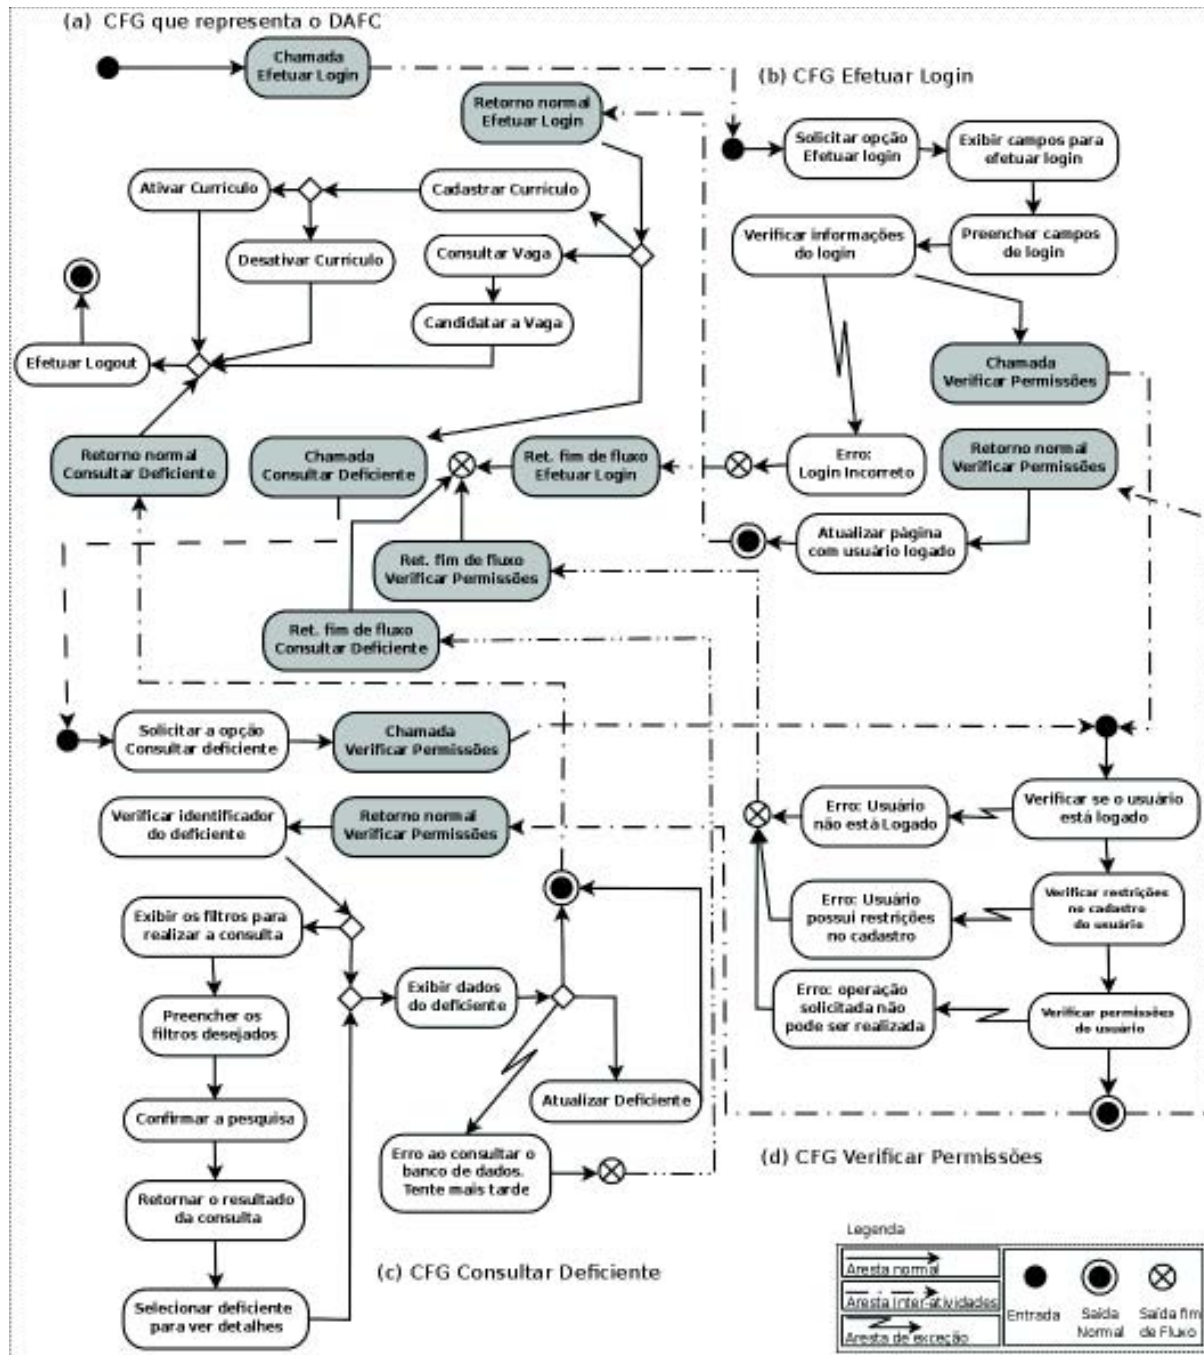 (a) CFG que representa o DAFC
Chamada
Efetuar Login
Retorno normal
Efetuar Login
Ativar Currículo
Cadastrar Currículo
Desativar Currículo
Consultar Vaga
Candidatar a Vaga
Efetuar Logout
Retorno normal
Consultar Deficiente
Chamada
Consultar Deficiente
Ret. fim de fluxo
Efetuar Login
Ret. fim de fluxo
Verificar Permissões
Ret. fim de fluxo
Consultar Deficiente
(b) CFG Efetuar Login
Solicitar opção
Efetuar login
Exibir campos para
efetuar login
Verificar informações
do login
Preencher campos
de login
Chamada
Verificar Permissões
Erro:
Login Incorreto
Retorno normal
Verificar Permissões
Atualizar página
com usuário logado
Solicitar a opção
Consultar deficiente
Chamada
Verificar Permissões
Verificar identificador
do deficiente
Retorno normal
Verificar Permissões
Exibir os filtros para
realizar a consulta
Preencher os
filtros desejados
Exibir dados
do deficiente
Confirmar a pesquisa
Atualizar Deficiente
Erro ao consultar o
banco de dados.
Tente mais tarde
Retornar o resultado
da consulta
Selecionar deficiente
para ver detalhes
(c) CFG Consultar Deficiente
Erro: Usuário
não está Logado
Verificar se o usuário
está logado
Erro: Usuário
possui restrições
no cadastro
Verificar restrições
no cadastro
do usuário
Erro: operação
solicitada não
pode ser realizada
Verificar permissões
do usuário
(d) CFG Verificar Permissões
Legenda
Aresta normal
Aresta Inter-atividades
Aresta de exceção
Entrada
Saída
Normal
Saída fim
de Fluxo